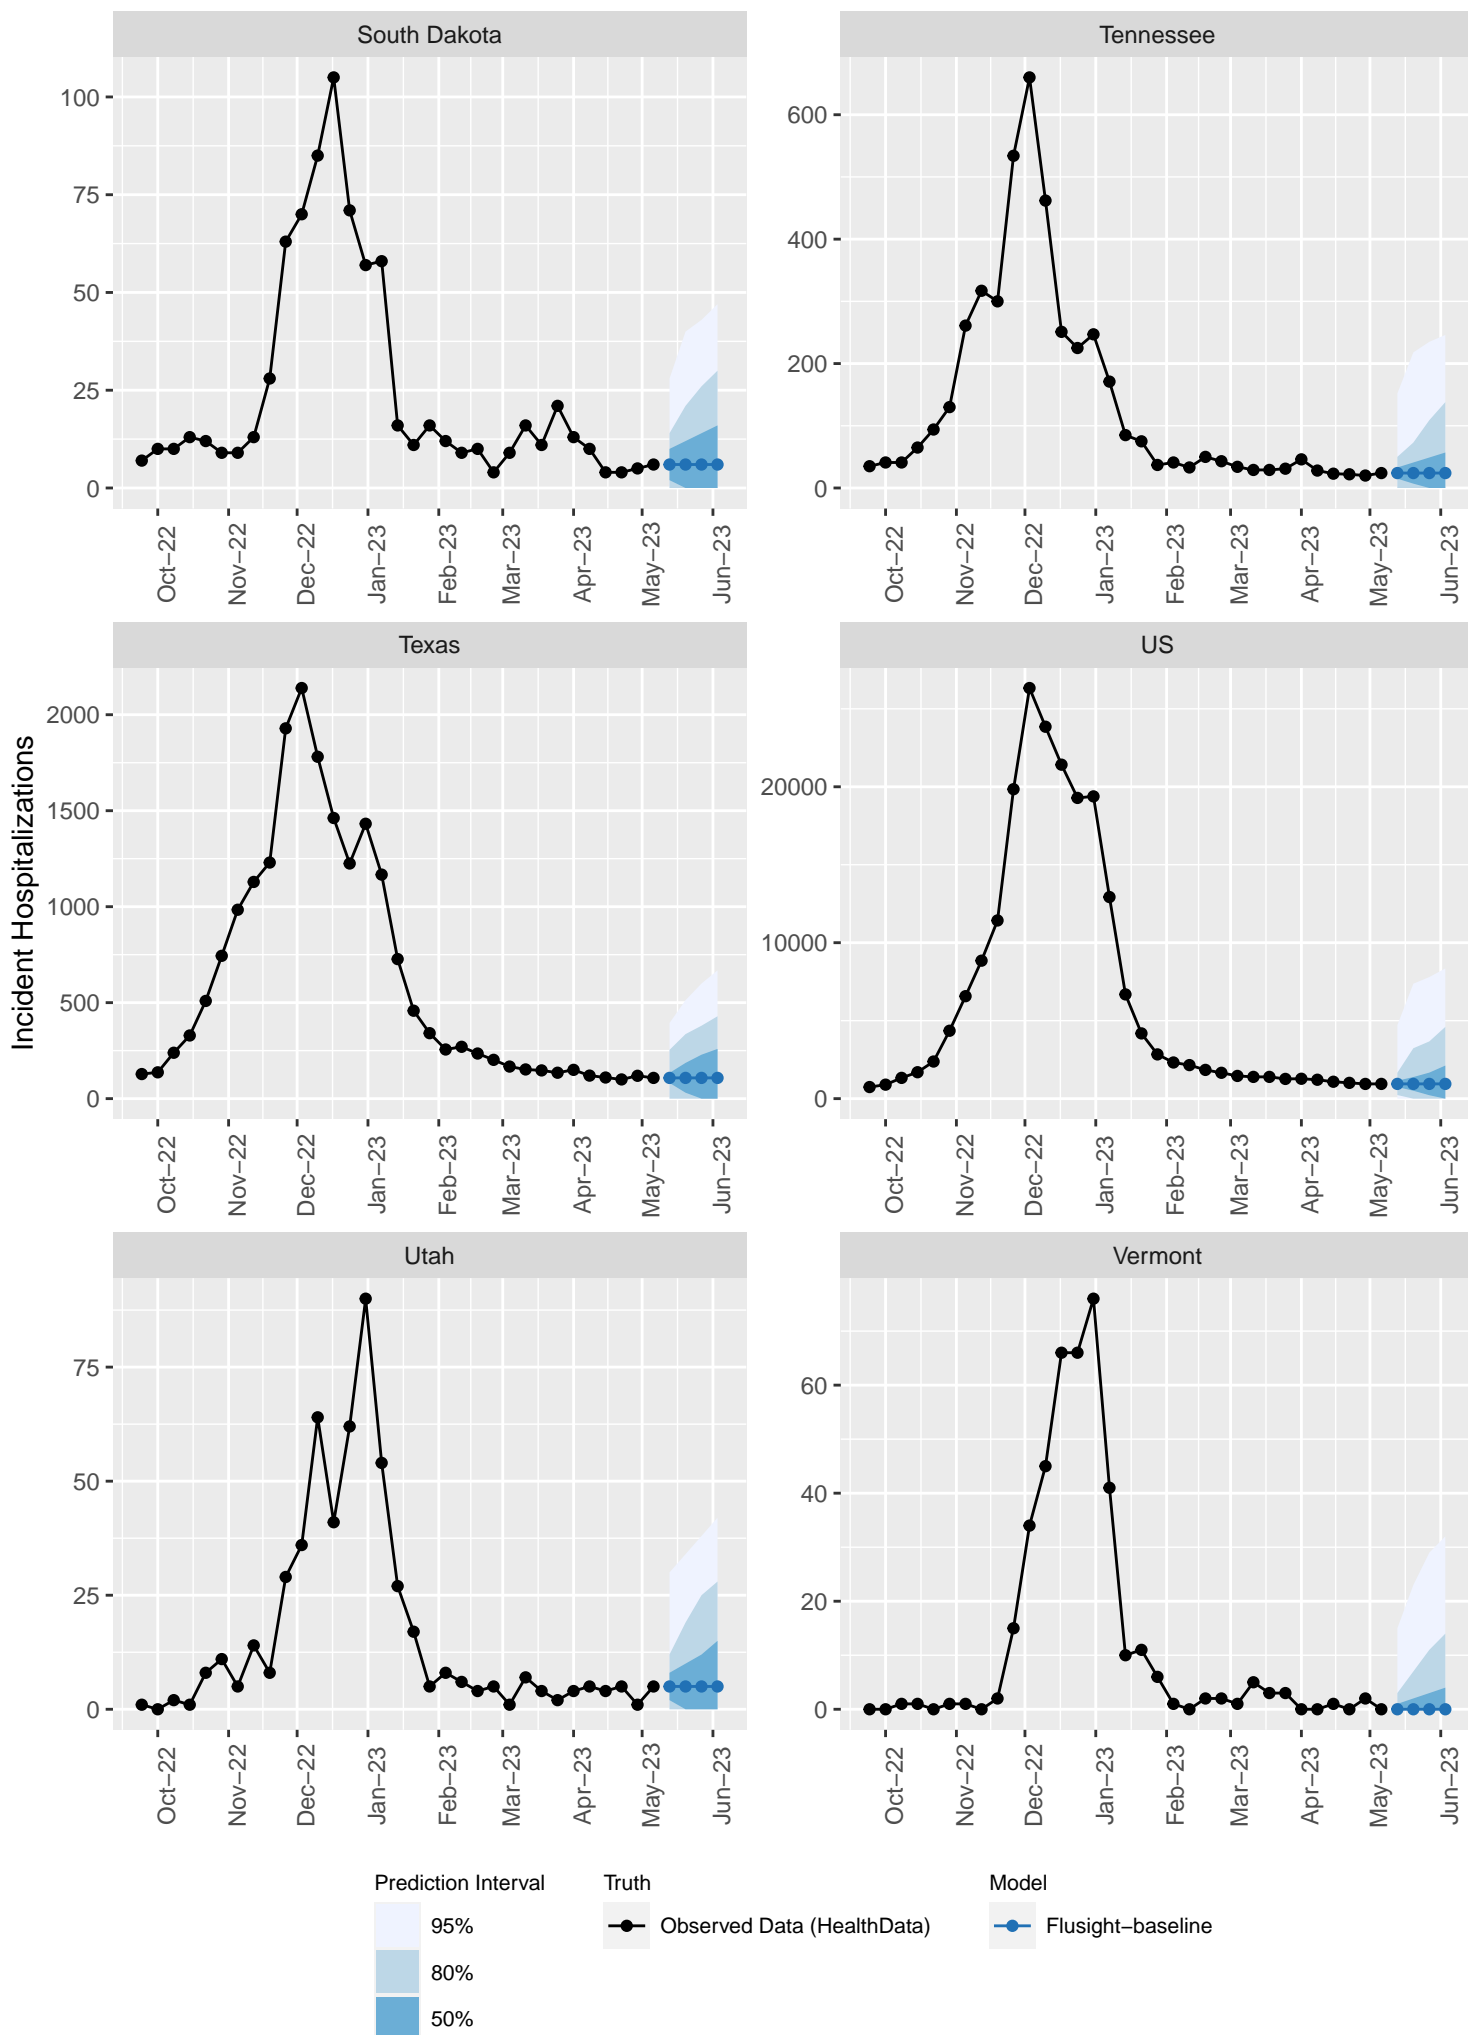 South Dakota
Tennessee
100
75
50
25
0
600
400
200
0
Oct−22
Nov−22
Dec−22
Jan−23
Feb−23
Mar−23
Apr−23
May−23
Jun−23
Oct−22
Nov−22
Dec−22
Jan−23
Feb−23
Mar−23
Apr−23
May−23
Jun−23
Incident Hospitalizations
Texas
US
2000
1500
1000
500
0
20000
10000
0
Oct−22
Nov−22
Dec−22
Jan−23
Feb−23
Mar−23
Apr−23
May−23
Jun−23
Oct−22
Nov−22
Dec−22
Jan−23
Feb−23
Mar−23
Apr−23
May−23
Jun−23
Utah
Vermont
75
50
25
0
60
40
20
0
Oct−22
Nov−22
Dec−22
Jan−23
Feb−23
Mar−23
Apr−23
May−23
Jun−23
Oct−22
Nov−22
Dec−22
Jan−23
Feb−23
Mar−23
Apr−23
May−23
Jun−23
Prediction Interval
95%
80%
50%
Truth
Observed Data (HealthData)
Model
Flusight−baseline